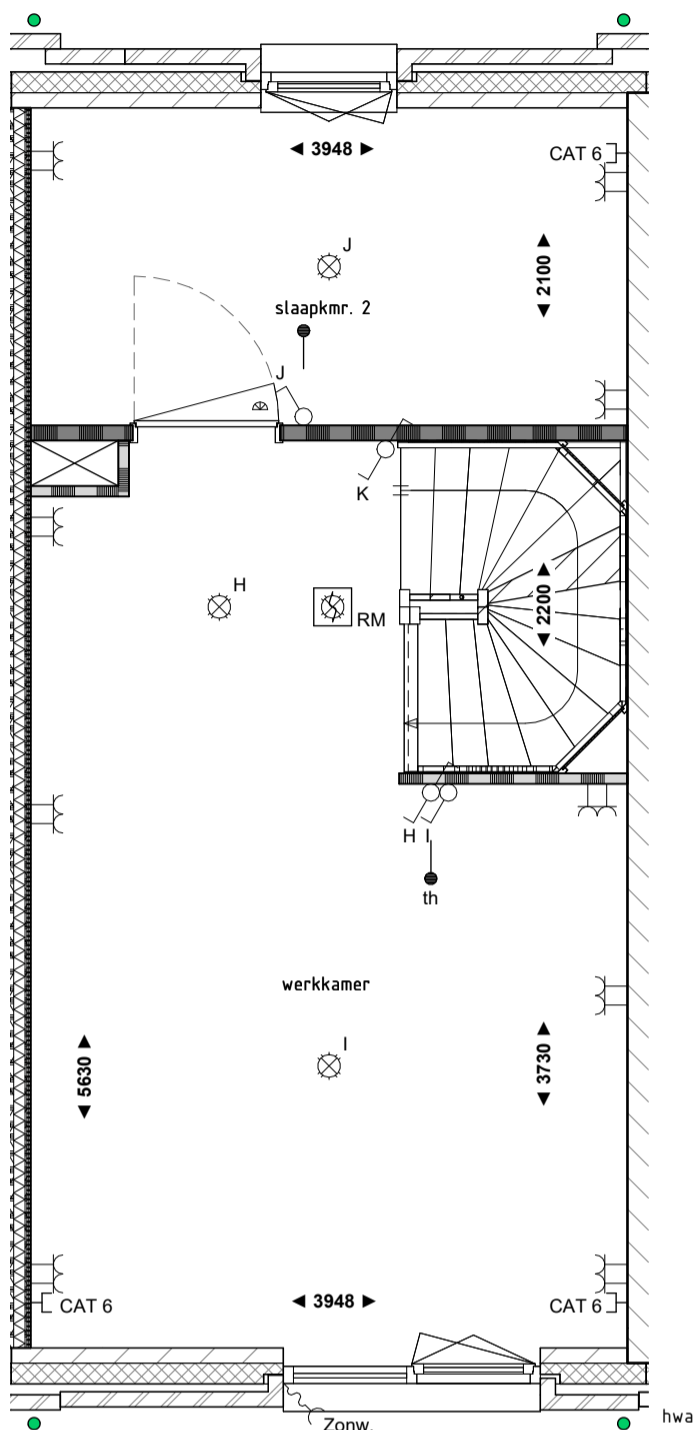 ◄ 3948 ►
CAT 6
J
◄ 2100 ►
slaapkmr. 2
J
K
H
RM
◄ 2200 ►
H I
th
werkkamer
I
◄ 5630 ►
◄ 3730 ►
◄ 3948 ►
CAT 6
CAT 6
hwa
Zonw.